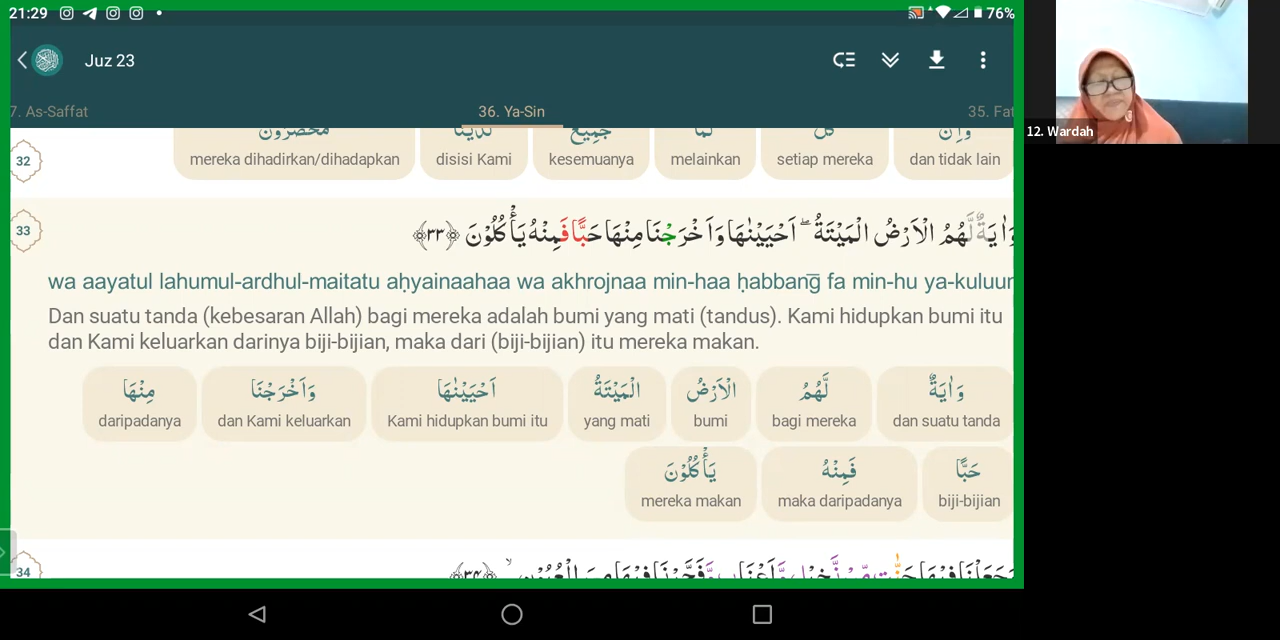 21:29
76%
Juz 23
7. As-Saffat 36. Ya-Sin 35. Fat
12. Wardah
32
وَاِنْ كُلٌّ لَّمَّا جَمِيْعٌ لَّدَيْنَا مُحْضَرُوْنَ
dan tidak lain setiap mereka melainkan kesemuanya disisi Kami mereka dihadirkan/dihadapkan
33
وَاٰيَةٌ لَّهُمُ الْاَرْضُ الْمَيْتَةُ ۖ اَحْيَيْنٰهَا وَاَخْرَجْنَا مِنْهَا حَبًّا فَمِنْهُ يَأْكُلُوْنَ ﴿٣٣﴾
wa aayatul lahumul-ardhul-maitatu aḥyainaahaa wa akhrojnaa min-haa ḥabbang̅ fa min-hu ya-kuluun
Dan suatu tanda (kebesaran Allah) bagi mereka adalah bumi yang mati (tandus). Kami hidupkan bumi itu
dan Kami keluarkan darinya biji-bijian, maka dari (biji-bijian) itu mereka makan.
وَاٰيَةٌ لَّهُمُ الْاَرْضُ الْمَيْتَةُ اَحْيَيْنٰهَا وَاَخْرَجْنَا مِنْهَا
dan suatu tanda bagi mereka bumi yang mati Kami hidupkan bumi itu dan Kami keluarkan daripadanya
حَبًّا فَمِنْهُ يَأْكُلُوْنَ
biji-bijian maka daripadanya mereka makan
34
وَجَعَلْنَا فِيْهَا جَنّٰتٍ مِّنْ نَّخِيْلٍ وَّاَعْنَابٍ وَّفَجَّرْنَا فِيْهَا مِنَ الْعُيُوْنِۙ ﴿٣٤﴾